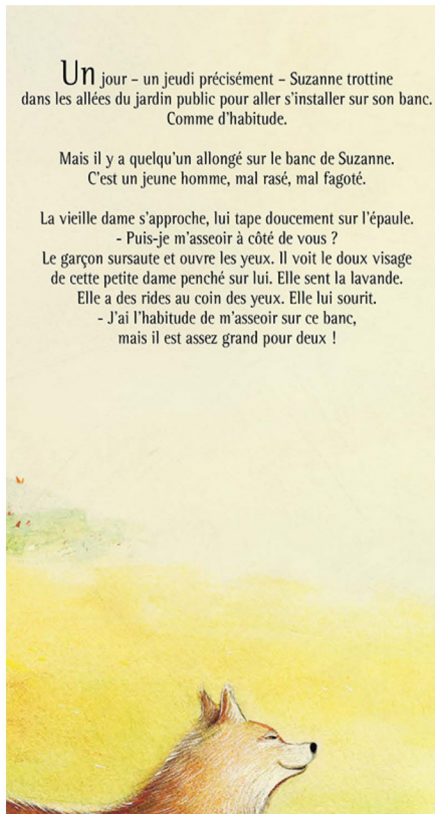 Un jour – un jeudi précisément – Suzanne trottine
dans les allées du jardin public pour aller s’installer sur son banc.
Comme d’habitude.
Mais il y a quelqu’un allongé sur le banc de Suzanne.
C’est un jeune homme, mal rasé, mal fagoté.
La vieille dame s’approche, lui tape doucement sur l’épaule.
- Puis-je m’asseoir à côté de vous ?
Le garçon sursaute et ouvre les yeux. Il voit le doux visage
de cette petite dame penché sur lui. Elle sent la lavande.
Elle a des rides au coin des yeux. Elle lui sourit.
- J’ai l’habitude de m’asseoir sur ce banc,
mais il est assez grand pour deux !